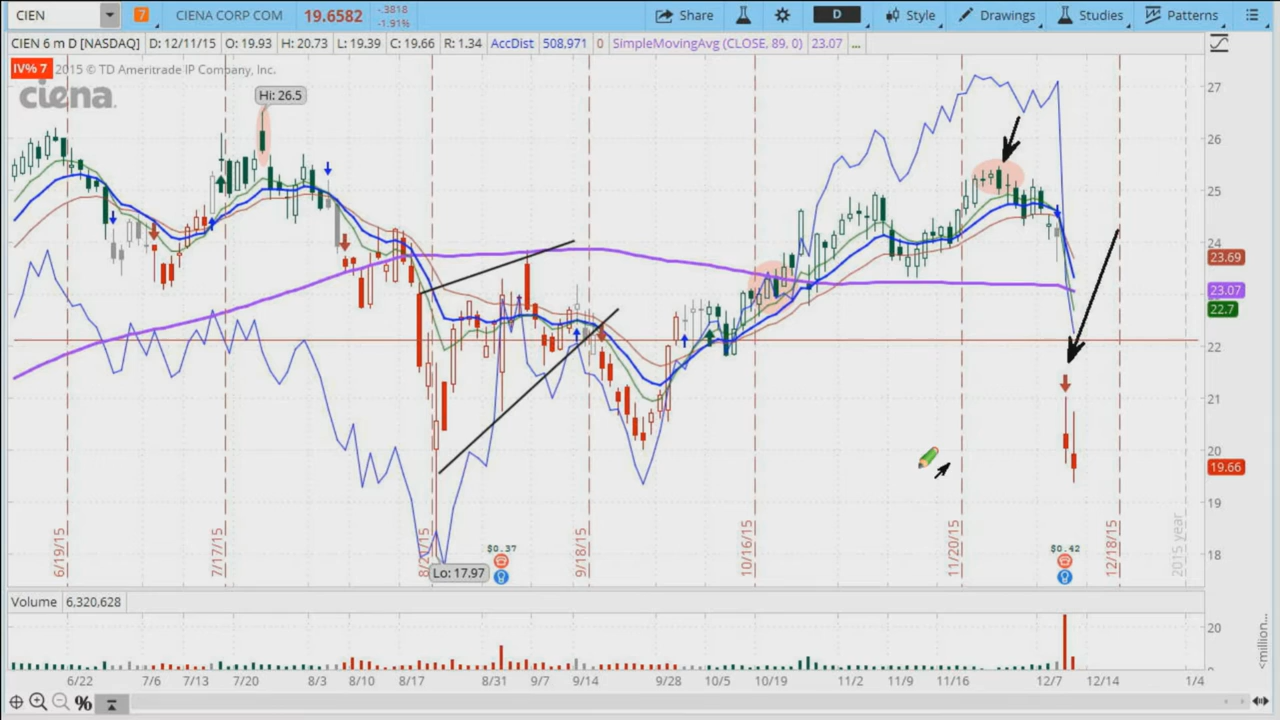 CIEN 7 CIENA CORP COM 19.6582 -.3818 -1.91% Share D Style Drawings Studies Patterns
CIEN 6 m D [NASDAQ] D: 12/11/15 O: 19.93 H: 20.73 L: 19.39 C: 19.66 R: 1.34 AccDist 508,971 0 SimpleMovingAvg (CLOSE, 89, 0) 23.07 ...
IV% 7 2015 © TD Ameritrade IP Company, Inc.
ciena
Hi: 26.5
27
26
25
24
23.69
23.07
22.7
22
21
20
19.66
19
18
6/19/15
7/17/15
9/18/15
10/16/15
11/20/15
12/18/15
2015 year
$0.37
$0.42
Lo: 17.97
Volume 6,320,628
20
<million...
6/22 7/6 7/13 7/20 8/3 8/10 8/17 8/31 9/7 9/14 9/28 10/5 10/19 11/2 11/9 11/16 12/7 12/14 1/4
%